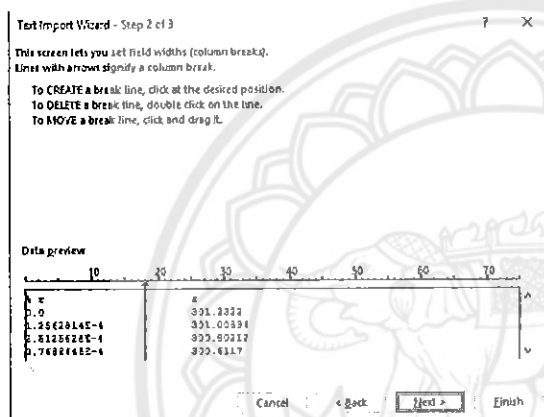 Text Import Wizard - Step 2 of 3 ? X
This screen lets you set field widths (column breaks).
Lines with arrows signify a column break.
To CREATE a break line, click at the desired position.
To DELETE a break line, double click on the line.
To MOVE a break line, click and drag it.
Data preview
10 20 30 40 50 60 70
0.0 301.2322
Cancel < Back Next > Finish